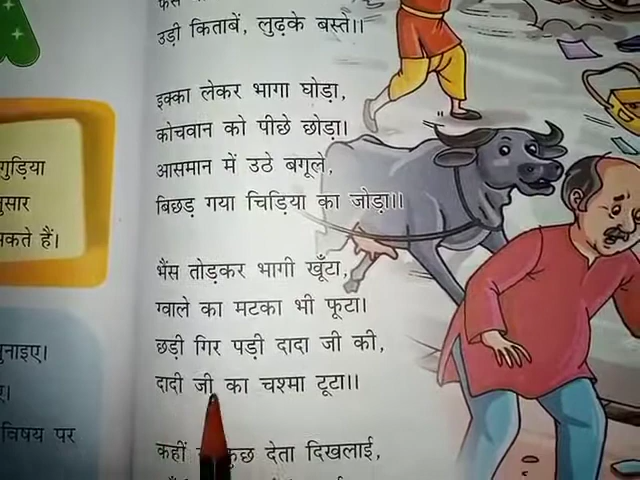 उड़ी किताबें, लुढ़के बस्ते।।
इक्का लेकर भागा घोड़ा,
कोचवान को पीछे छोड़ा।
आसमान में उठे बगूले,
बिछड़ गया चिड़िया का जोड़ा।।
भैंस तोड़कर भागी खूँटा,
ग्वाले का मटका भी फूटा।
छड़ी गिर पड़ी दादा जी की,
दादी जी का चश्मा टूटा।।
कहीं कुछ देता दिखलाई,
गुड़िया
सकते हैं।
विषय पर